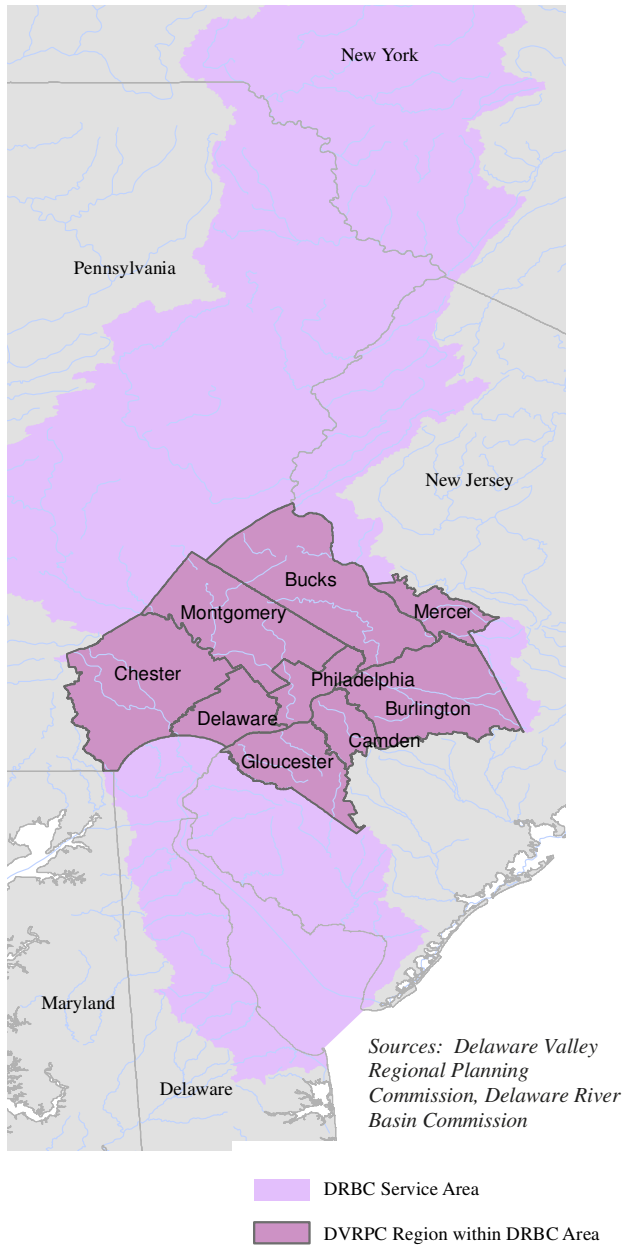 New York
Pennsylvania
New Jersey
Bucks
Montgomery
Mercer
Chester
Philadelphia
Burlington
Delaware
Camden
Gloucester
Maryland
Sources: Delaware Valley
Regional Planning
Commission, Delaware River
Basin Commission
Delaware
DRBC Service Area
DVRPC Region within DRBC Area